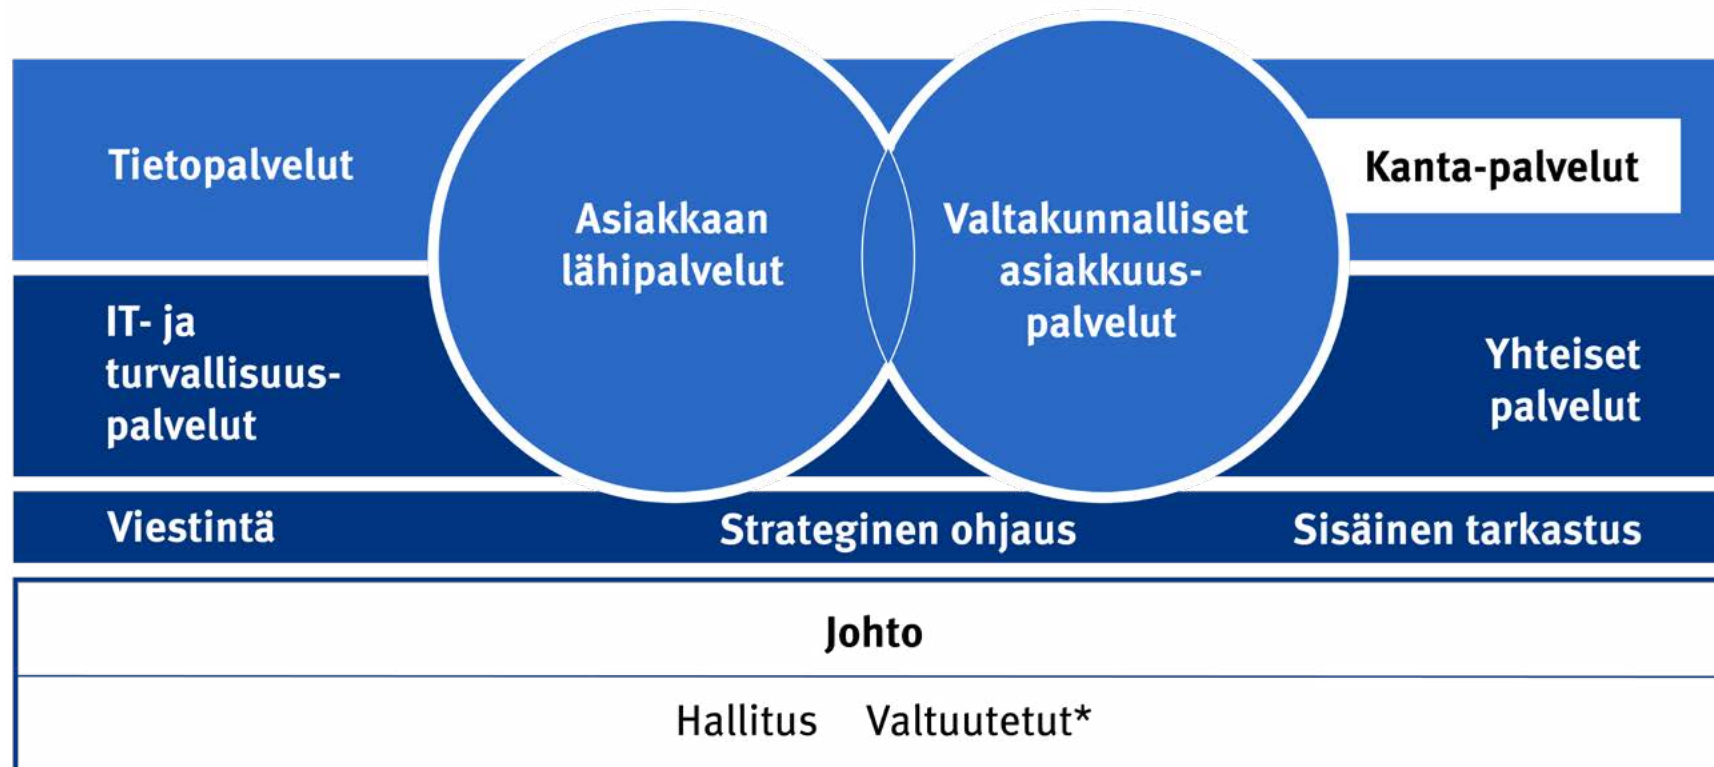 Tietopalvelut
Asiakkaan
lähipalvelut
Valtakunnalliset
asiakkuus-
palvelut
Kanta-palvelut
IT- ja
turvallisuus-
palvelut
Yhteiset
palvelut
Viestintä
Strateginen ohjaus
Sisäinen tarkastus
Johto
Hallitus Valtuutetut*